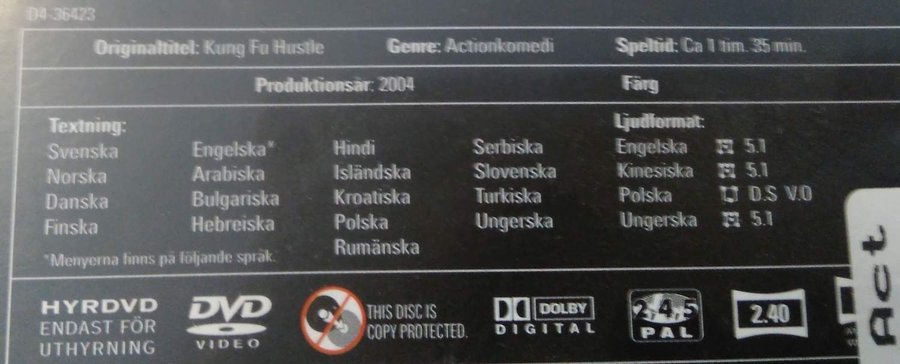 D4-36423
Originaltitel: Kung Fu Hustle Genre: Actionkomedi Speltid: Ca 1 tim. 35 min.
Produktionsår: 2004 Färg
Textning: Ljudformat:
Svenska Engelska* Hindi Serbiska Engelska 5.1
Norska Arabiska Isländska Slovenska Kinesiska 5.1
Danska Bulgariska Kroatiska Turkiska Polska D.S V.O
Finska Hebreiska Polska Ungerska Ungerska 5.1
Rumänska
*Menyerna finns på följande språk.
HYRDVD
ENDAST FÖR
UTHYRNING
DVD
VIDEO
THIS DISC IS
COPY PROTECTED.
DOLBY
DIGITAL
2.4.5
PAL
2.40
Act